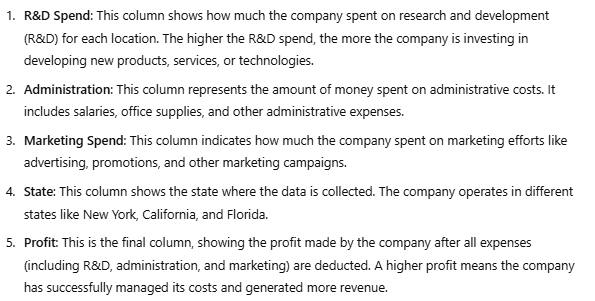 1. R&D Spend: This column shows how much the company spent on research and development
(R&D) for each location. The higher the R&D spend, the more the company is investing in
developing new products, services, or technologies.
2. Administration: This column represents the amount of money spent on administrative costs. It
includes salaries, office supplies, and other administrative expenses.
3. Marketing Spend: This column indicates how much the company spent on marketing efforts like
advertising, promotions, and other marketing campaigns.
4. State: This column shows the state where the data is collected. The company operates in different
states like New York, California, and Florida.
5. Profit: This is the final column, showing the profit made by the company after all expenses
(including R&D, administration, and marketing) are deducted. A higher profit means the company
has successfully managed its costs and generated more revenue.